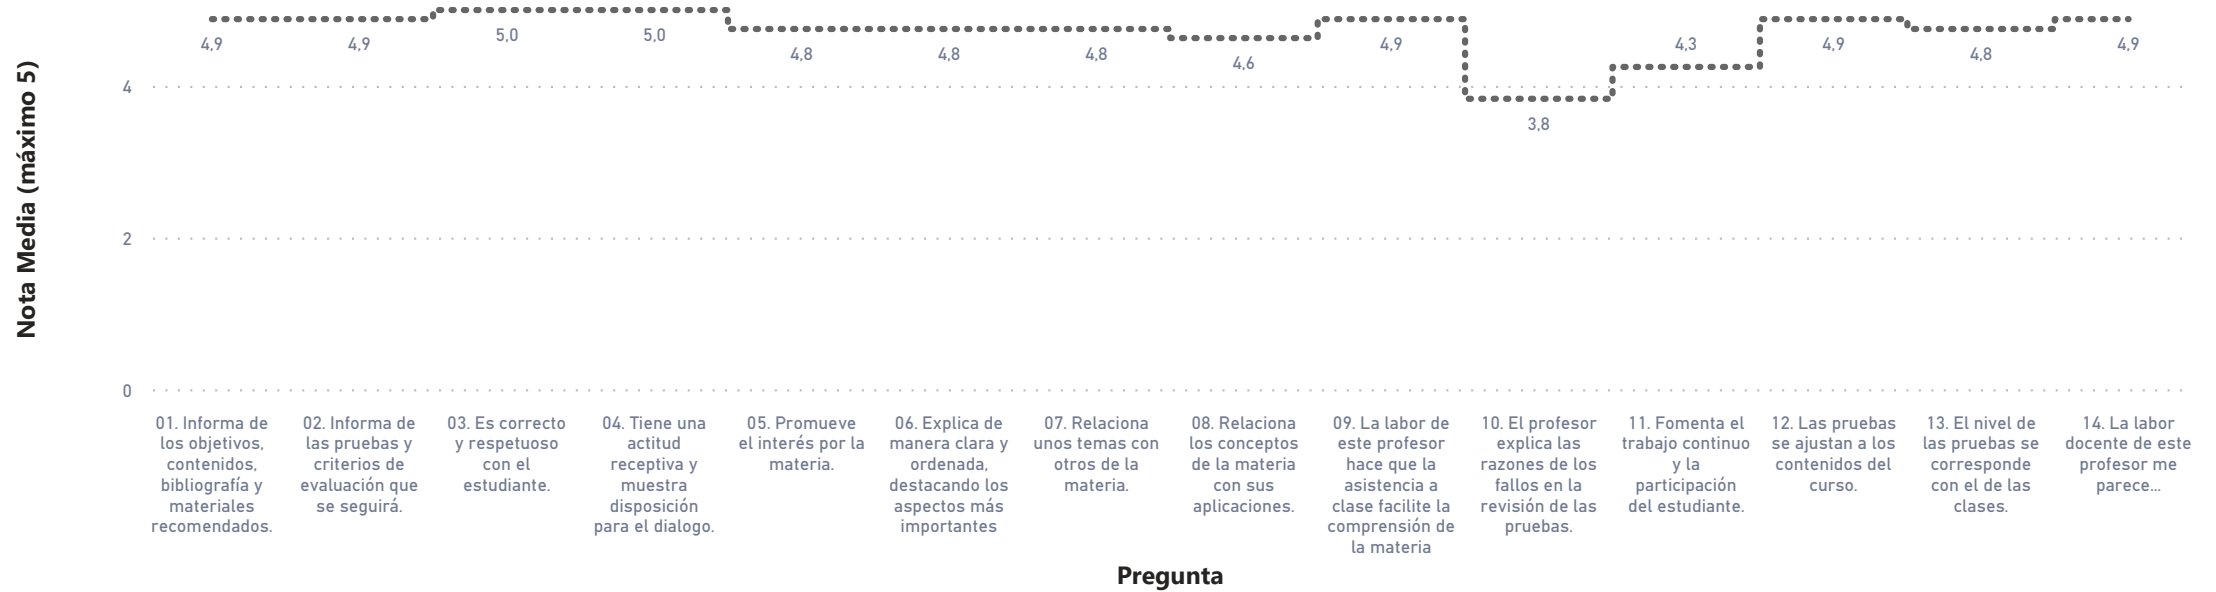 4,9
4,9
5,0
5,0
4,8
4,8
4,8
4,6
4,9
3,8
4,3
4,9
4,8
4,9
Nota Media (máximo 5)
4
2
0
01. Informa de
los objetivos,
contenidos,
bibliografía y
materiales
recomendados.
02. Informa de
las pruebas y
criterios de
evaluación que
se seguirá.
03. Es correcto
y respetuoso
con el
estudiante.
04. Tiene una
actitud
receptiva y
muestra
disposición
para el dialogo.
05. Promueve
el interés por la
materia.
06. Explica de
manera clara y
ordenada,
destacando los
aspectos más
importantes
07. Relaciona
unos temas con
otros de la
materia.
08. Relaciona
los conceptos
de la materia
con sus
aplicaciones.
09. La labor de
este profesor
hace que la
asistencia a
clase facilite la
comprensión de
la materia
10. El profesor
explica las
razones de los
fallos en la
revisión de las
pruebas.
11. Fomenta el
trabajo continuo
y la
participación
del estudiante.
12. Las pruebas
se ajustan a los
contenidos del
curso.
13. El nivel de
las pruebas se
corresponde
con el de las
clases.
14. La labor
docente de este
profesor me
parece...
Pregunta